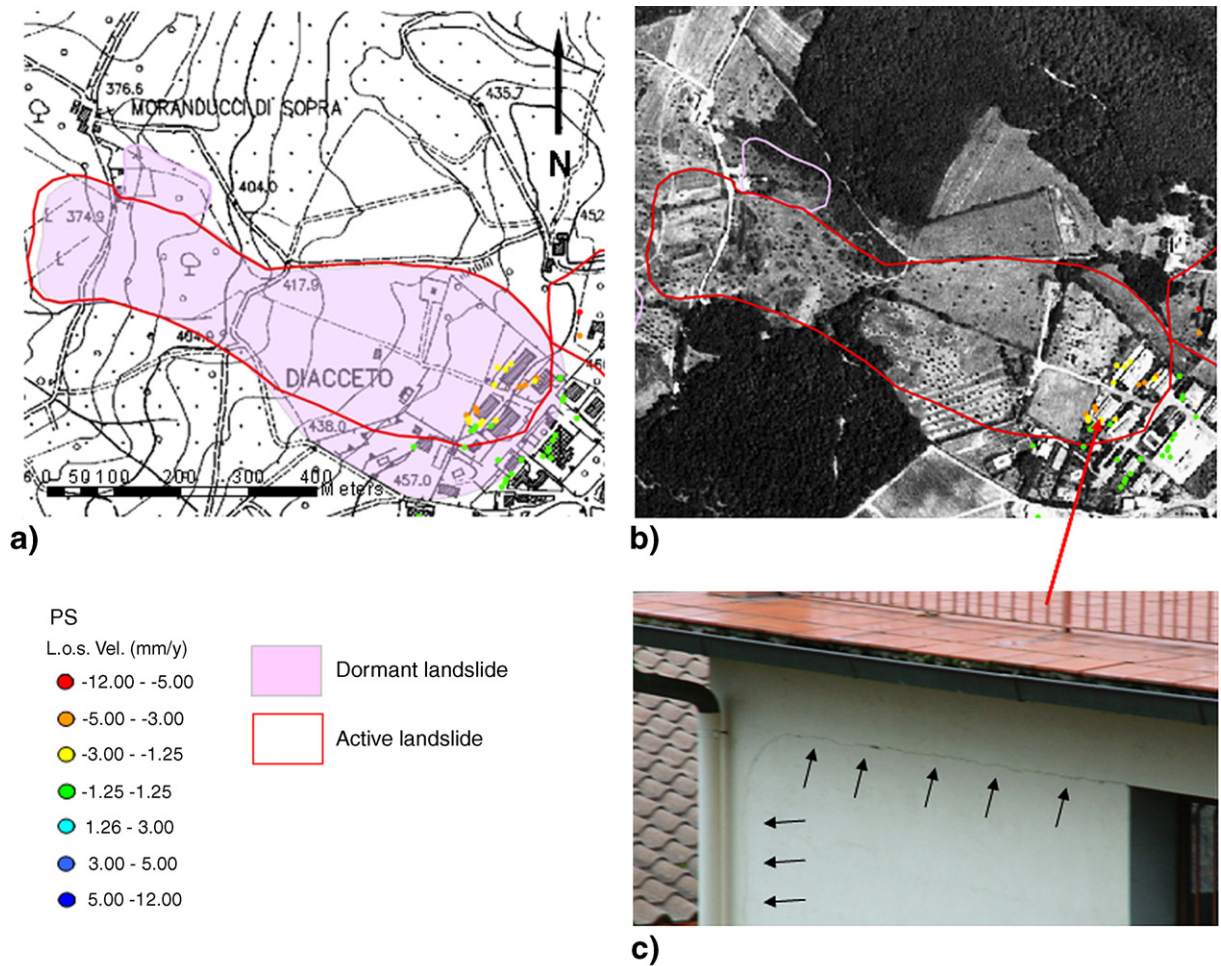 376.6
MORANDUCCI DI SOPRA
435.7
N
404.0
452
374.9
417.9
404.
DIACCETO
438.0
457.0
0 50 100 200 300 400
Meters
a)
b)
PS
L.o.s. Vel. (mm/y)
-12.00 - -5.00
-5.00 - -3.00
-3.00 - -1.25
-1.25 -1.25
1.26 - 3.00
3.00 - 5.00
5.00 -12.00
Dormant landslide
Active landslide
c)